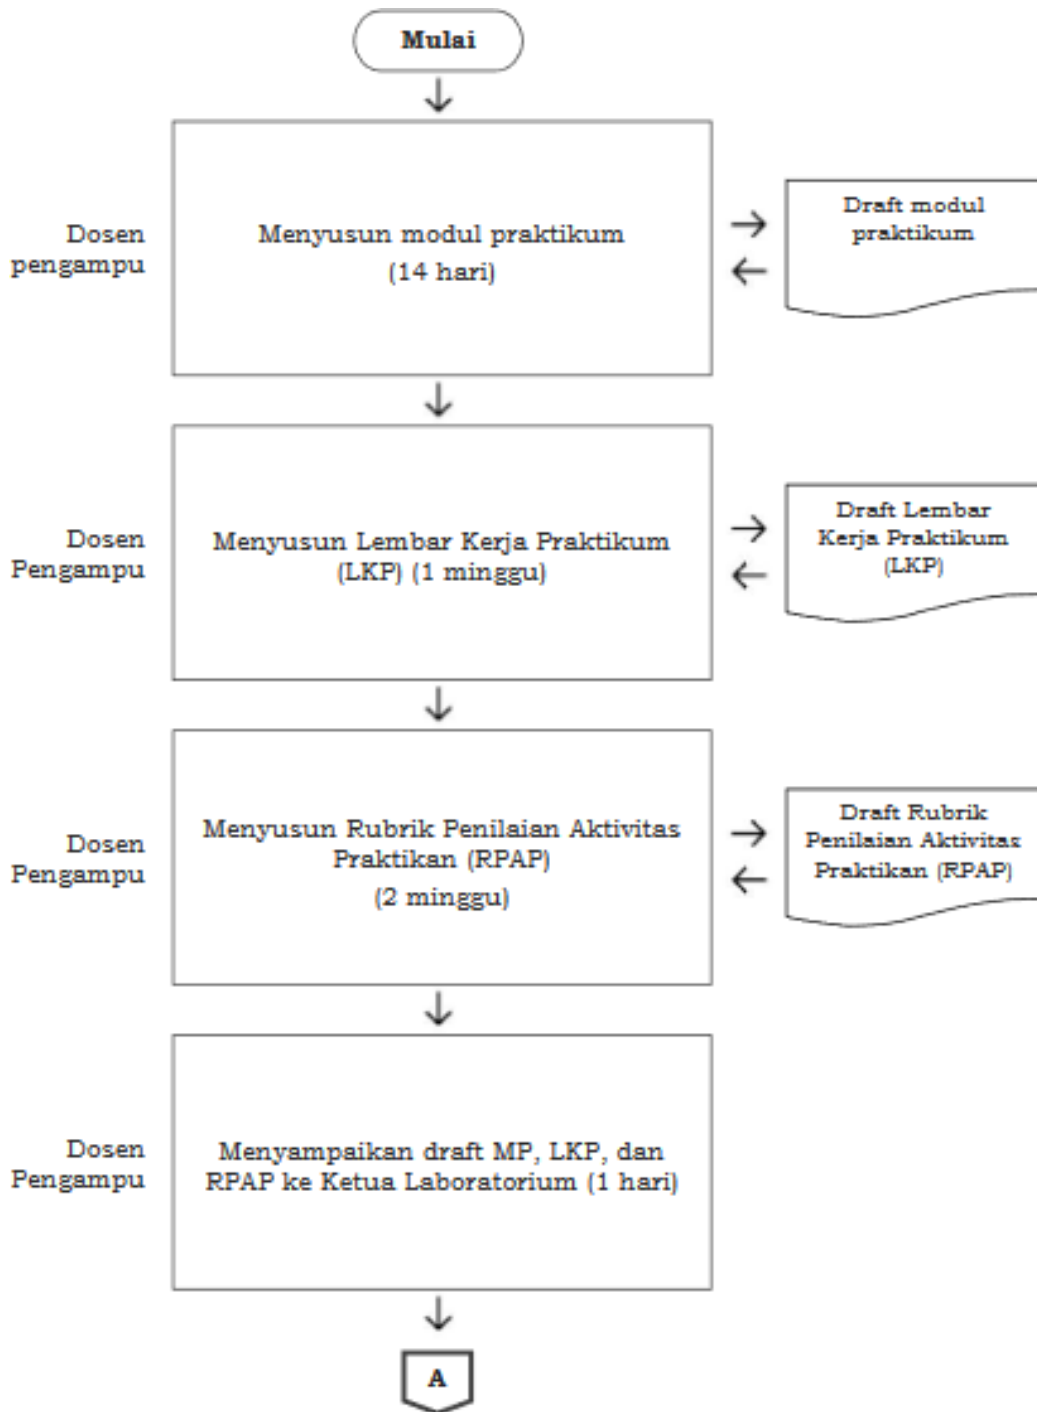 Mulai
Dosen
pengampu
Menyusun modul praktikum
(14 hari)
Draft modul
praktikum
Dosen
Pengampu
Menyusun Lembar Kerja Praktikum
(LKP) (1 minggu)
Draft Lembar
Kerja Praktikum
(LKP)
Dosen
Pengampu
Menyusun Rubrik Penilaian Aktivitas
Praktikan (RPAP)
(2 minggu)
Draft Rubrik
Penilaian Aktivitas
Praktikan (RPAP)
Dosen
Pengampu
Menyampaikan draft MP, LKP, dan
RPAP ke Ketua Laboratorium (1 hari)
A